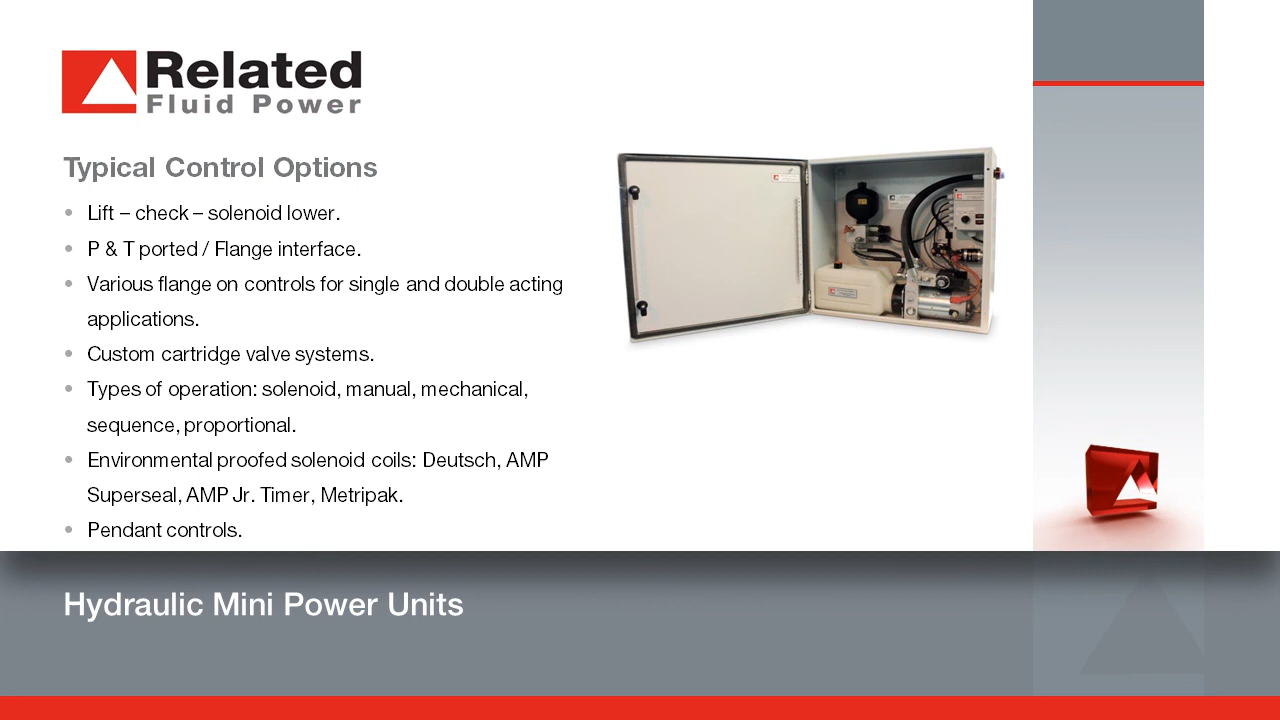 Related
Fluid Power
Typical Control Options
• Lift – check – solenoid lower.
• P & T ported / Flange interface.
• Various flange on controls for single and double acting
applications.
• Custom cartridge valve systems.
• Types of operation: solenoid, manual, mechanical,
sequence, proportional.
• Environmental proofed solenoid coils: Deutsch, AMP
Superseal, AMP Jr. Timer, Metripak.
• Pendant controls.
Hydraulic Mini Power Units